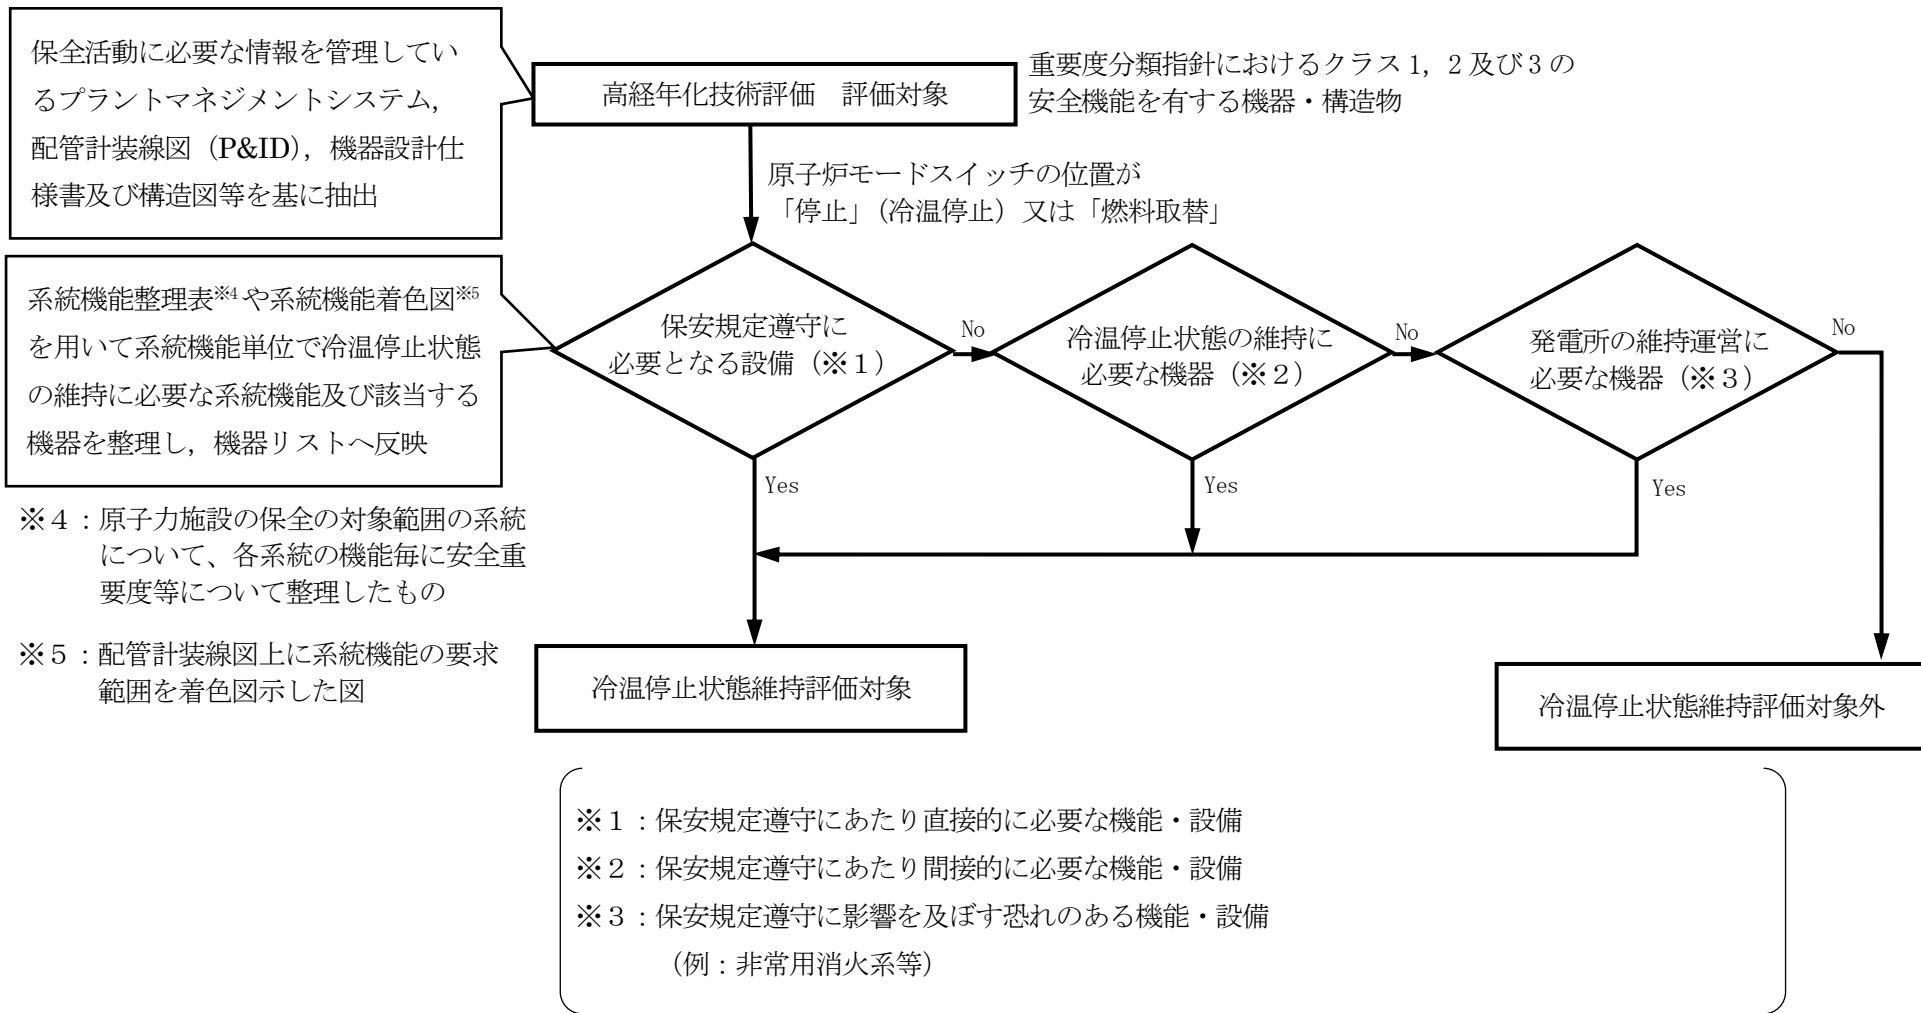 保全活動に必要な情報を管理してい
るプラントマネジメントシステム，
配管計装線図（P&ID），機器設計仕
様書及び構造図等を基に抽出
高経年化技術評価　評価対象
重要度分類指針におけるクラス 1，2 及び 3 の
安全機能を有する機器・構造物
原子炉モードスイッチの位置が
「停止」（冷温停止）又は「燃料取替」
系統機能整理表※4や系統機能着色図※5
を用いて系統機能単位で冷温停止状態
の維持に必要な系統機能及び該当する
機器を整理し，機器リストへ反映
保安規定遵守に
必要となる設備（※１）
No
冷温停止状態の維持に
必要な機器（※２）
No
発電所の維持運営に
必要な機器（※３）
No
Yes
Yes
Yes
※４：原子力施設の保全の対象範囲の系統
について、各系統の機能毎に安全重
要度等について整理したもの
※５：配管計装線図上に系統機能の要求
範囲を着色図示した図
冷温停止状態維持評価対象
冷温停止状態維持評価対象外
※１：保安規定遵守にあたり直接的に必要な機能・設備
※２：保安規定遵守にあたり間接的に必要な機能・設備
※３：保安規定遵守に影響を及ぼす恐れのある機能・設備
（例：非常用消火系等）